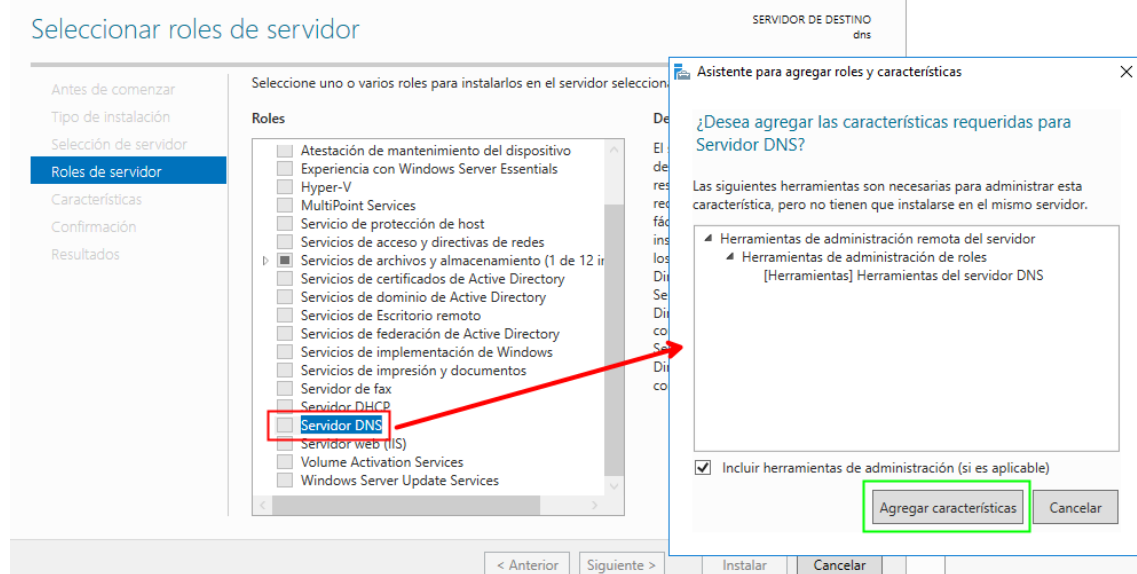 Seleccionar roles de servidor
SERVIDOR DE DESTINO
dns
Antes de comenzar
Tipo de instalación
Selección de servidor
Roles de servidor
Características
Confirmación
Resultados
Seleccione uno o varios roles para instalarlos en el servidor
Roles
Atestación de mantenimiento del dispositivo
Experiencia con Windows Server Essentials
Hyper-V
MultiPoint Services
Servicio de protección de host
Servicios de acceso y directivas de redes
Servicios de archivos y almacenamiento (1 de 12
Servicios de certificados de Active Directory
Servicios de dominio de Active Directory
Servicios de Escritorio remoto
Servicios de federación de Active Directory
Servicios de implementación de Windows
Servicios de impresión y documentos
Servidor de fax
Servidor DHCP
Servidor DNS
Servidor web (IIS)
Volume Activation Services
Windows Server Update Services
< Anterior
Siguiente >
Instalar
Cancelar
Asistente para agregar roles y características
¿Desea agregar las características requeridas para
Servidor DNS?
Las siguientes herramientas son necesarias para administrar esta
característica, pero no tienen que instalarse en el mismo servidor.
Herramientas de administración remota del servidor
Herramientas de administración de roles
[Herramientas] Herramientas del servidor DNS
Incluir herramientas de administración (si es aplicable)
Agregar características
Cancelar